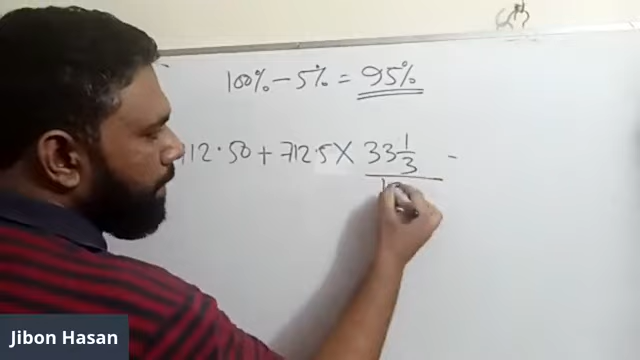 100% - 5% = 95%
12.50 + 712.5 × 33 1/3 -
Jibon Hasan